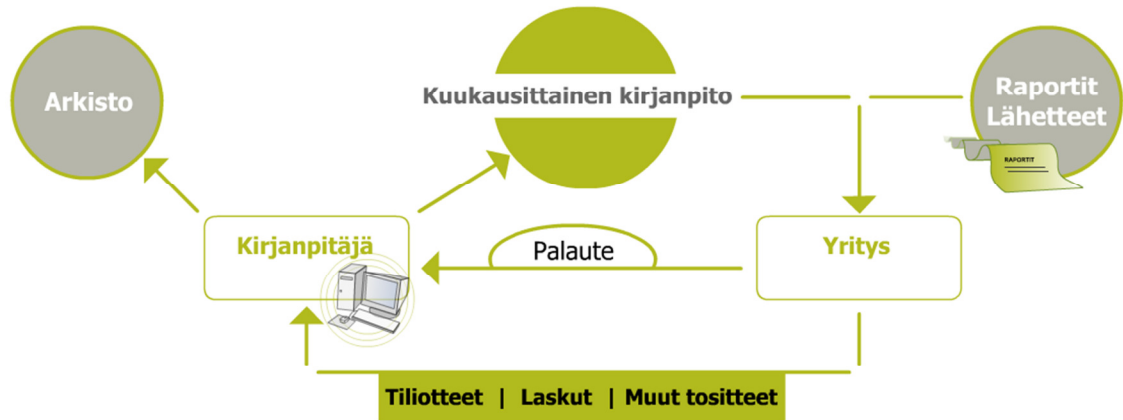 Arkisto
Kuukausittainen kirjanpito
Raportit
Lähetteet
RAPORTIT
Kirjanpitäjä
Palaute
Yritys
Tiliotteet | Laskut | Muut tositteet